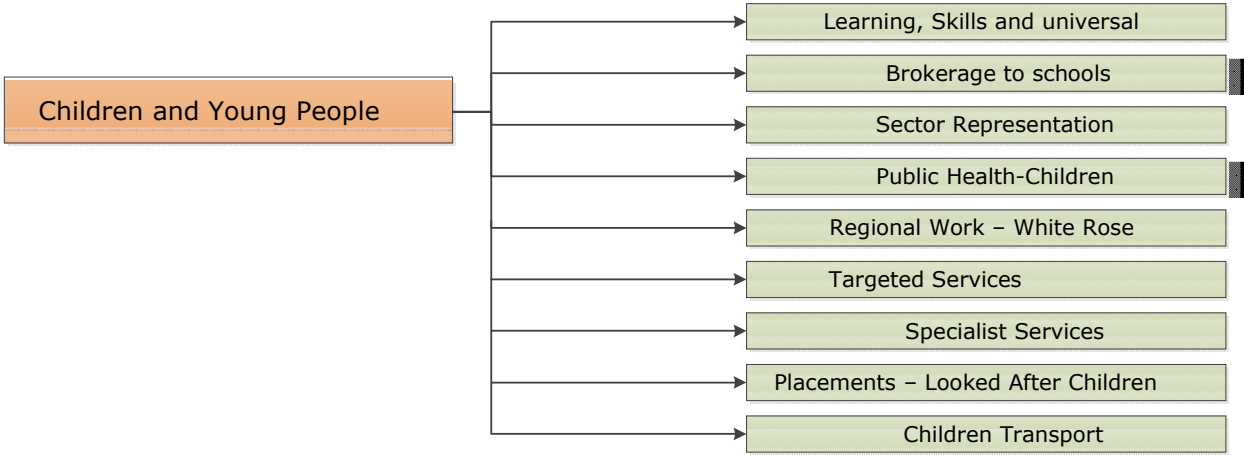 Children and Young People
Learning, Skills and universal
Brokerage to schools
Sector Representation
Public Health-Children
Regional Work – White Rose
Targeted Services
Specialist Services
Placements – Looked After Children
Children Transport